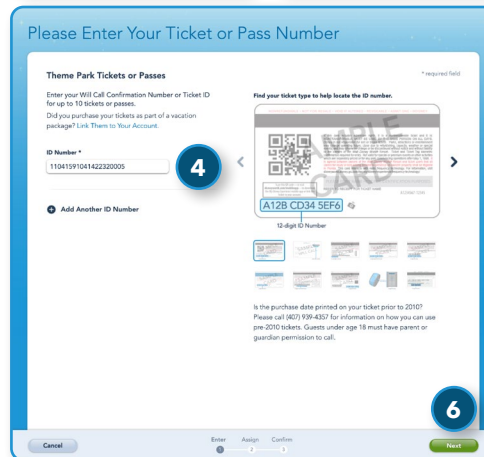 Please Enter Your Ticket or Pass Number
Theme Park Tickets or Passes
* required field
Enter your Will Call Confirmation Number or Ticket ID
for up to 10 tickets or passes.
Did you purchase your tickets as part of a vacation
package? Link Them to Your Account.
ID Number *
11041591041422320005
4
Add Another ID Number
Find your ticket type to help locate the ID number.
SAMPLE
CARD
A12B CD34 5EF6
12-digit ID Number
Is the purchase date printed on your ticket prior to 2010?
Please call (407) 939-4357 for information on how you can use
pre-2010 tickets. Guests under age 18 must have parent or
guardian permission to call.
6
Cancel
Enter Assign Confirm
1 2 3
Next